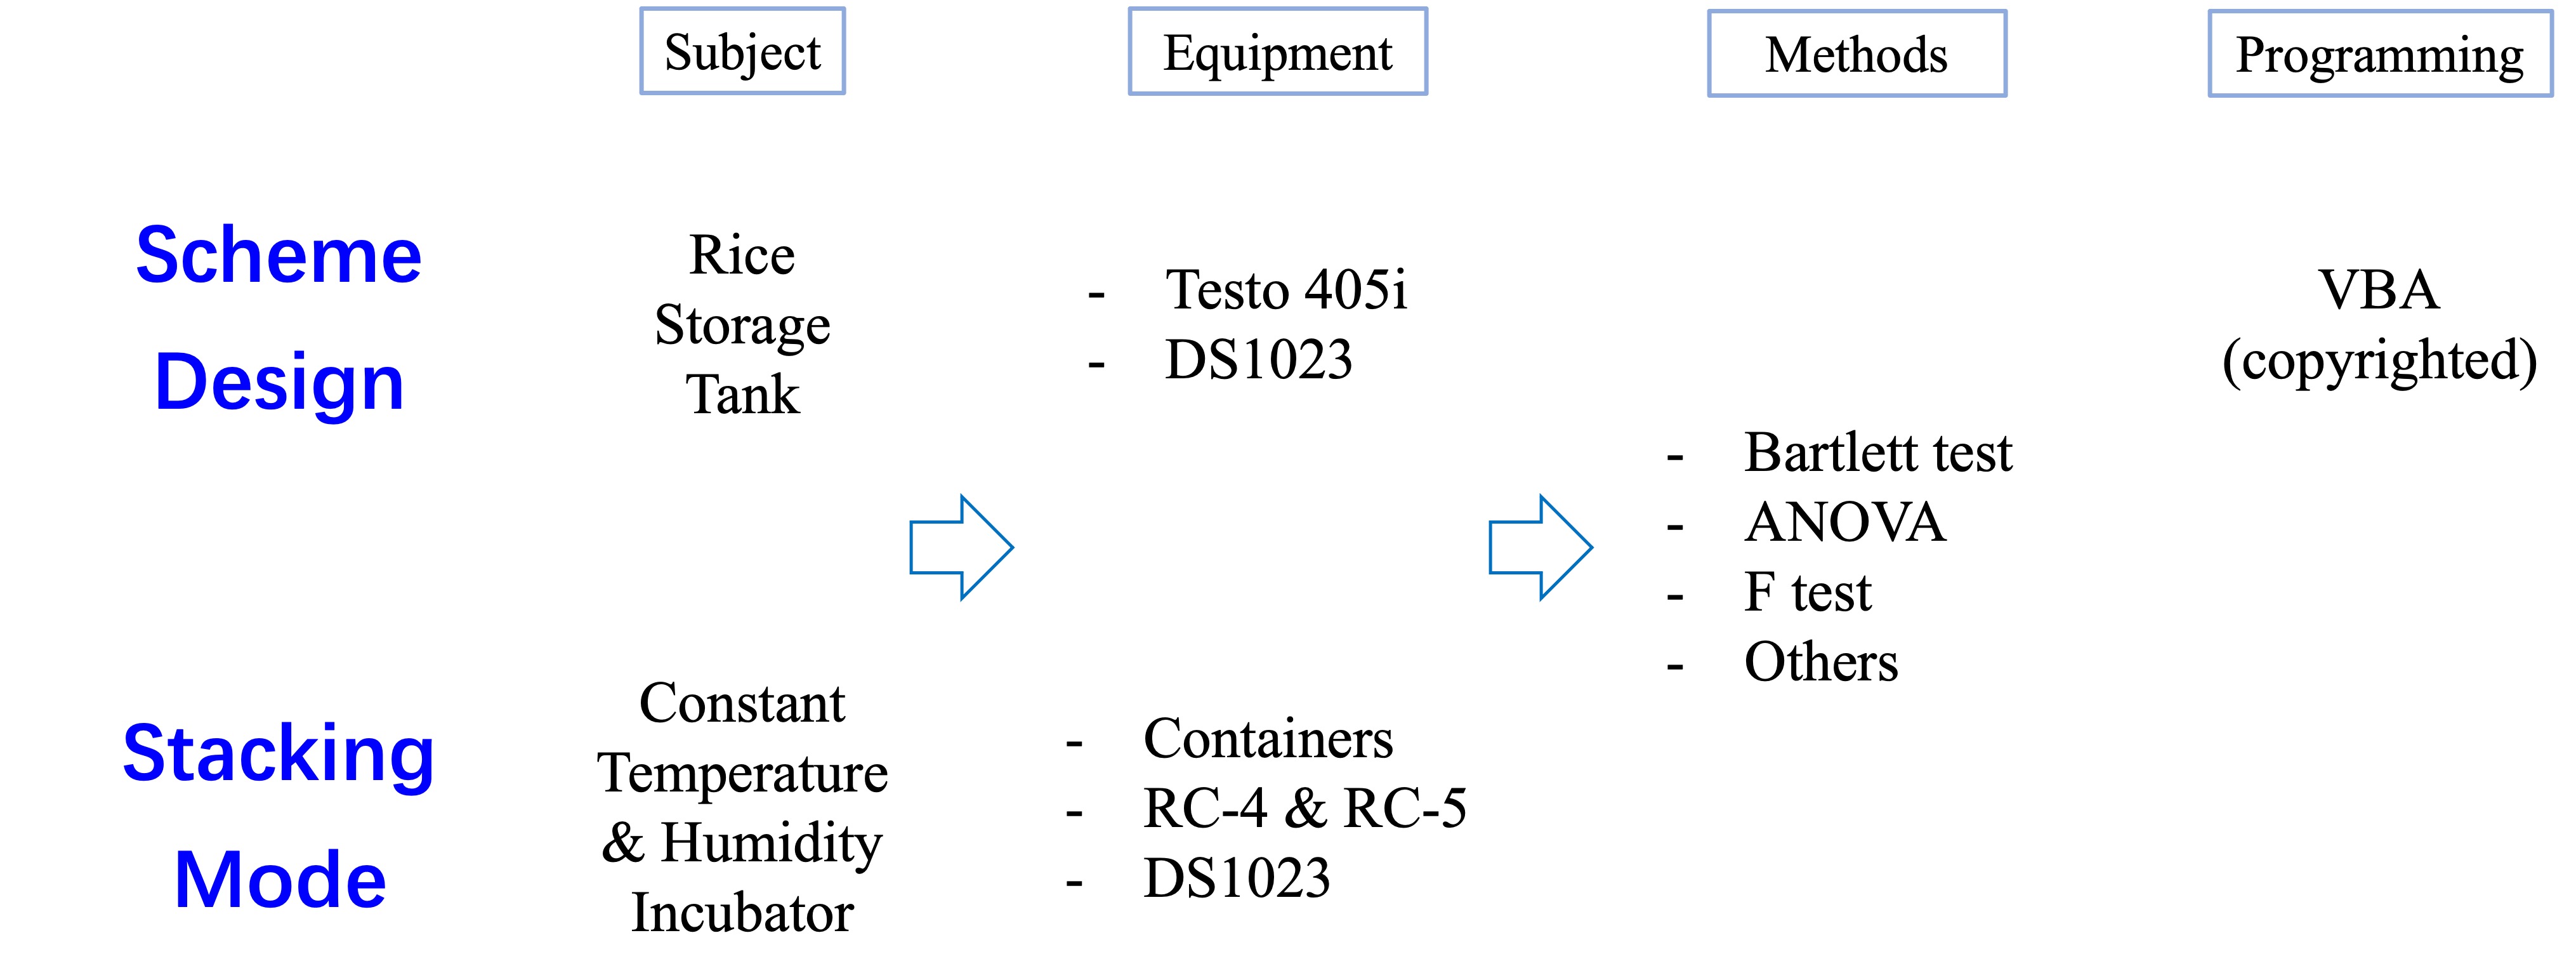 Subject
Equipment
Methods
Programming
Scheme
Design
Rice
Storage
Tank
- Testo 405i
- DS1023
VBA
(copyrighted)
- Bartlett test
- ANOVA
- F test
- Others
Stacking
Mode
Constant
Temperature
& Humidity
Incubator
- Containers
- RC-4 & RC-5
- DS1023